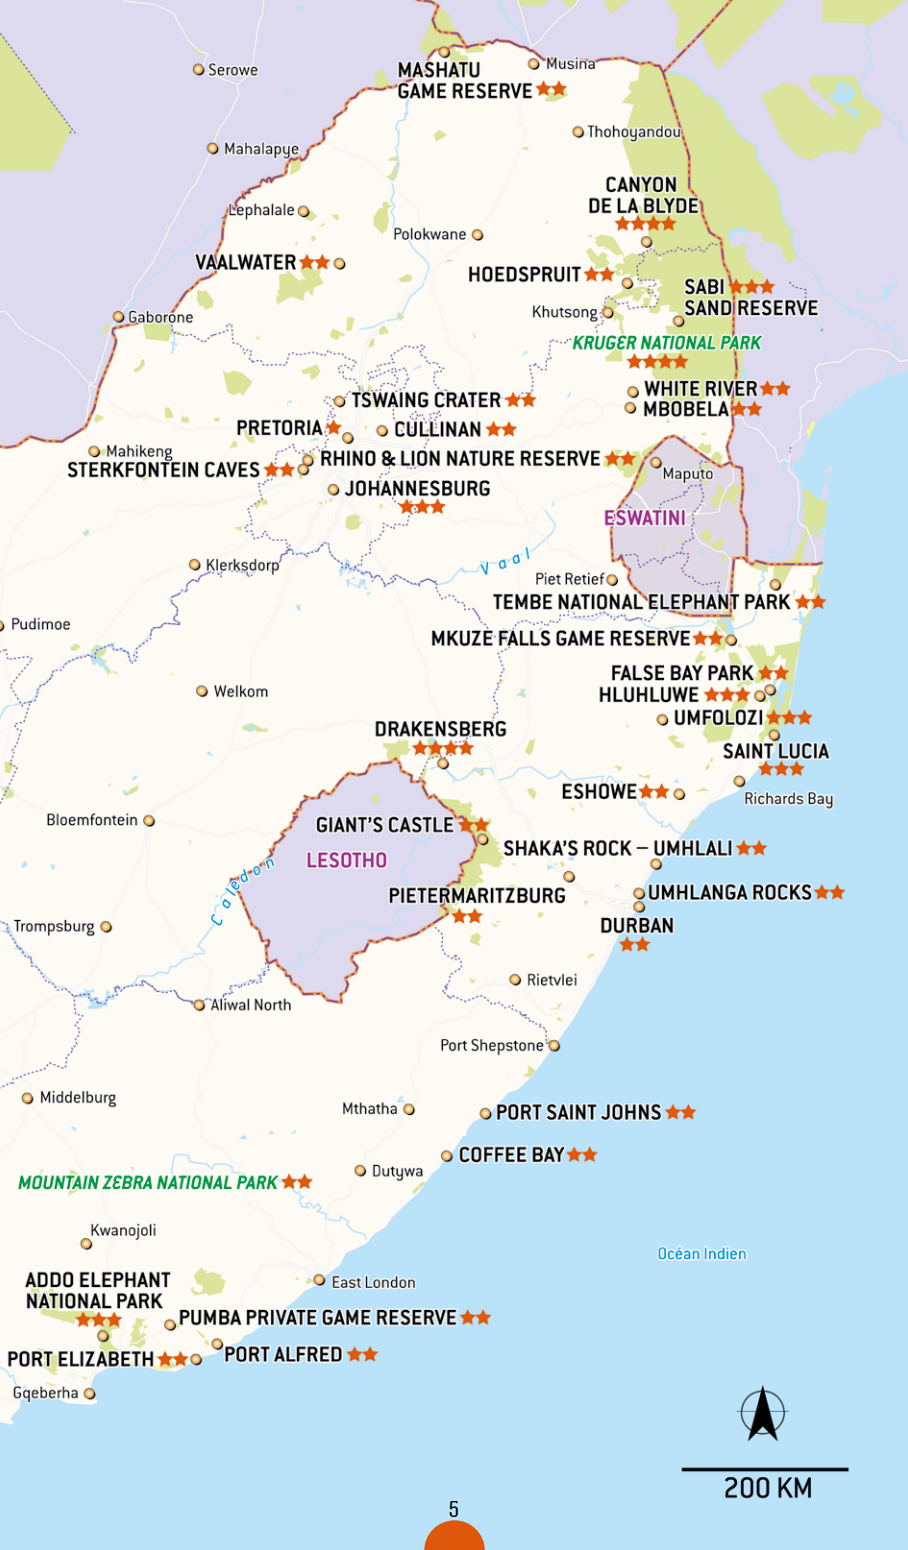 Serowe
MASHATU
GAME RESERVE
Musina
Thohoyandou
Mahalapye
CANYON
DE LA BLYDE
Lephalale
Polokwane
VAALWATER
HOEDSPRUIT
SABI
SAND RESERVE
Khutsong
Gaborone
KRUGER NATIONAL PARK
WHITE RIVER
MBOBELA
TSWAING CRATER
PRETORIA
CULLINAN
Mahikeng
RHINO & LION NATURE RESERVE
STERKFONTEIN CAVES
Maputo
JOHANNESBURG
ESWATINI
Vaal
Klerksdorp
Piet Retief
TEMBE NATIONAL ELEPHANT PARK
Pudimoe
MKUZE FALLS GAME RESERVE
FALSE BAY PARK
HLUHLUWE
Welkom
UMFOLOZI
DRAKENSBERG
SAINT LUCIA
ESHOWE
Richards Bay
Bloemfontein
GIANT'S CASTLE
SHAKA'S ROCK – UMHLALI
LESOTHO
Caledon
PIETERMARITZBURG
UMHLANGA ROCKS
DURBAN
Trompsburg
Rietvlei
Aliwal North
Port Shepstone
Middelburg
Mthatha
PORT SAINT JOHNS
COFFEE BAY
Dutywa
MOUNTAIN ZEBRA NATIONAL PARK
Kwanojoli
Océan Indien
ADDO ELEPHANT
NATIONAL PARK
East London
PUMBA PRIVATE GAME RESERVE
PORT ELIZABETH
PORT ALFRED
Gqeberha
200 KM
5